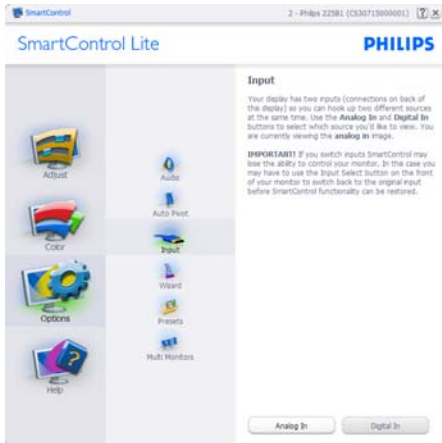 SmartControl
2 - Philips 225B1 (CS30715000001)
SmartControl Lite
PHILIPS
Adjust
Color
Options
Help
Audio
Auto Pivot
Input
Wizard
Presets
Multi Monitors
Input
Your display has two inputs (connections on back of
the display) so you can hook up two different sources
at the same time. Use the Analog In and Digital In
buttons to select which source you'd like to view. You
are currently viewing the analog in image.
IMPORTANT! If you switch inputs SmartControl may
lose the ability to control your monitor. In this case you
may have to use the Input Select button on the front
of your monitor to switch back to the original input
before SmartControl functionality can be restored.
Analog In
Digital In